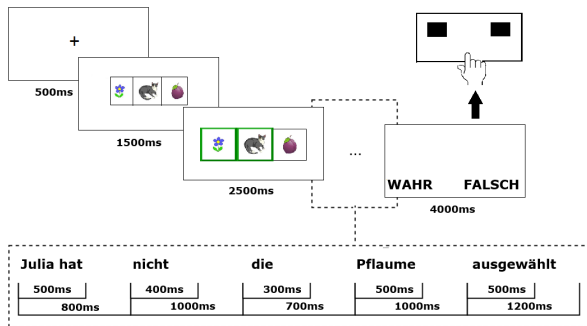 +
500ms
1500ms
2500ms
...
WAHR FALSCH
4000ms
Julia hat nicht die Pflaume ausgewählt
500ms 400ms 300ms 500ms 500ms
800ms 1000ms 700ms 1000ms 1200ms